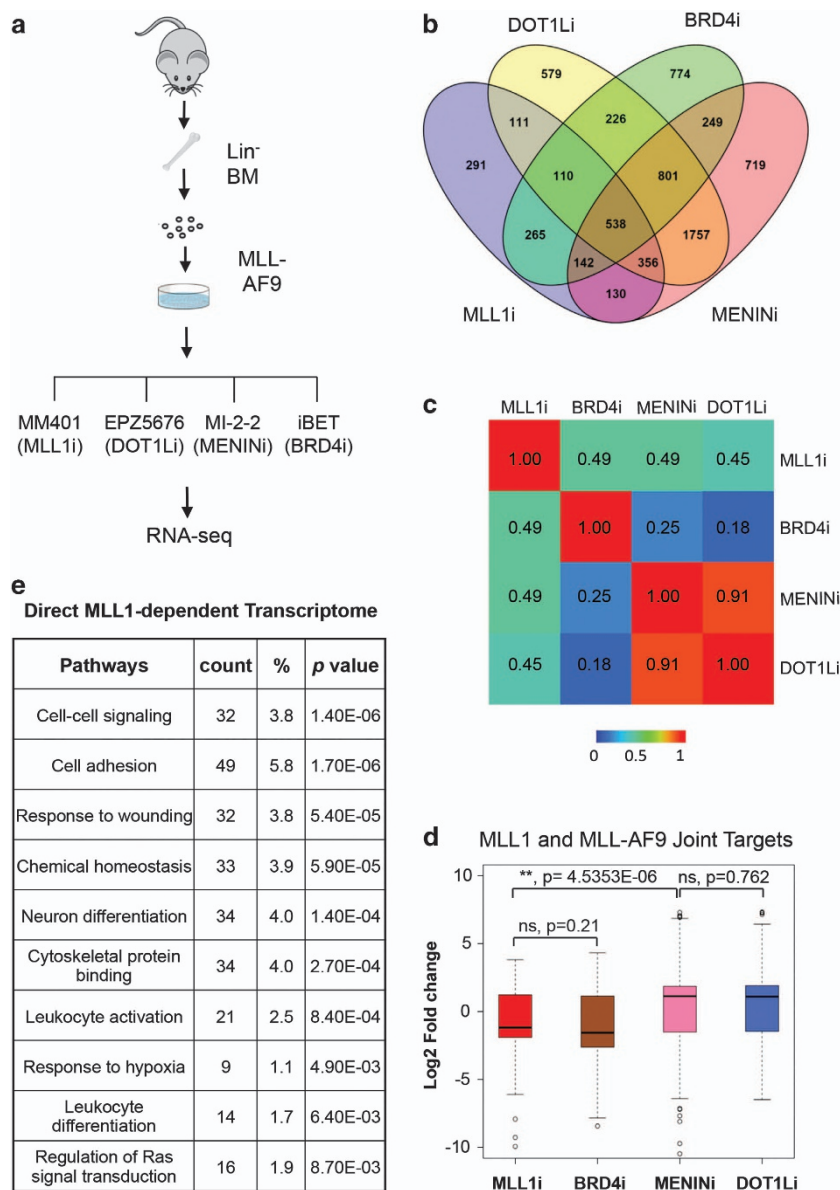 a
Lin-
BM
MLL-
AF9
MM401
(MLL1i)
EPZ5676
(DOT1Li)
MI-2-2
(MENINi)
iBET
(BRD4i)
RNA-seq
b
DOT1Li
BRD4i
579
774
111
226
249
291
110
801
719
538
265
1757
142
356
130
MLL1i
MENINi
c
MLL1i BRD4i MENINi DOT1Li
1.00 0.49 0.49 0.45 MLL1i
0.49 1.00 0.25 0.18 BRD4i
0.49 0.25 1.00 0.91 MENINi
0.45 0.18 0.91 1.00 DOT1Li
0 0.5 1
e
Direct MLL1-dependent Transcriptome
Pathways count % p value
Cell-cell signaling 32 3.8 1.40E-06
Cell adhesion 49 5.8 1.70E-06
Response to wounding 32 3.8 5.40E-05
Chemical homeostasis 33 3.9 5.90E-05
Neuron differentiation 34 4.0 1.40E-04
Cytoskeletal protein
binding 34 4.0 2.70E-04
Leukocyte activation 21 2.5 8.40E-04
Response to hypoxia 9 1.1 4.90E-03
Leukocyte
differentiation 14 1.7 6.40E-03
Regulation of Ras
signal transduction 16 1.9 8.70E-03
d
MLL1 and MLL-AF9 Joint Targets
**, p= 4.5353E-06
ns, p=0.762
ns, p=0.21
Log2 Fold change
10
5
0
-5
-10
MLL1i BRD4i MENINi DOT1Li